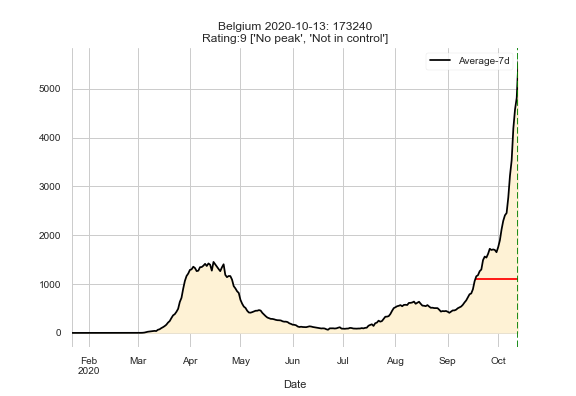 Belgium 2020-10-13: 173240
Rating:9 ['No peak', 'Not in control']
Average-7d
5000
4000
3000
2000
1000
0
Feb Mar Apr May Jun Jul Aug Sep Oct
2020
Date